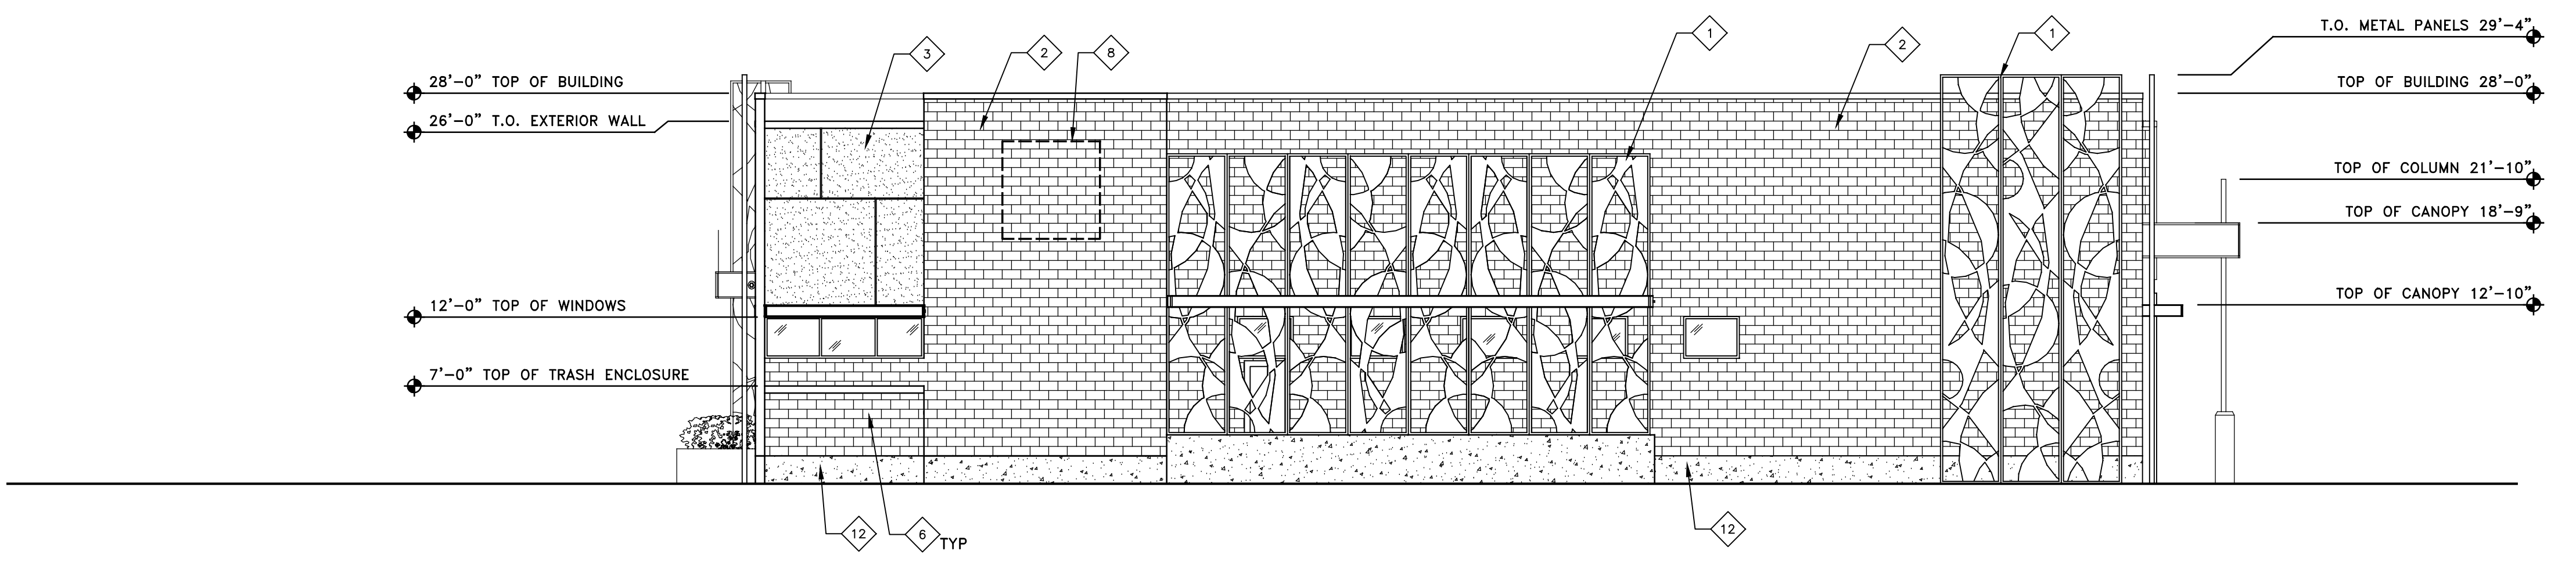 T.O. METAL PANELS 29'-4"
1
1
2
3
2
8
28'-0" TOP OF BUILDING
TOP OF BUILDING 28'-0"
26'-0" T.O. EXTERIOR WALL
TOP OF COLUMN 21'-10"
TOP OF CANOPY 18'-9"
TOP OF CANOPY 12'-10"
12'-0" TOP OF WINDOWS
7'-0" TOP OF TRASH ENCLOSURE
12
6 TYP
12